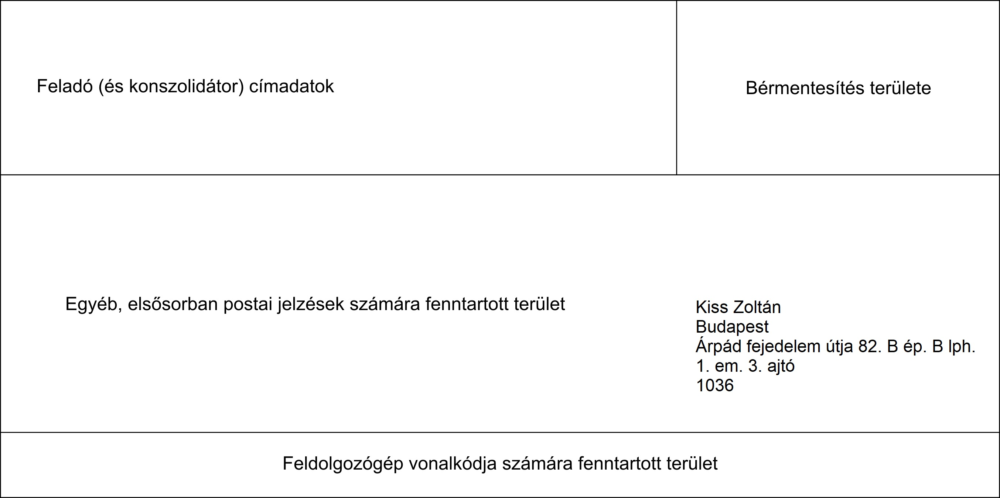 Feladó (és konszolidátor) címadatok
Bérmentesítés területe
Egyéb, elsősorban postai jelzések számára fenntartott terület
Kiss Zoltán
Budapest
Árpád fejedelem útja 82. B ép. B lph.
1. em. 3. ajtó
1036
Feldolgozógép vonalkódja számára fenntartott terület